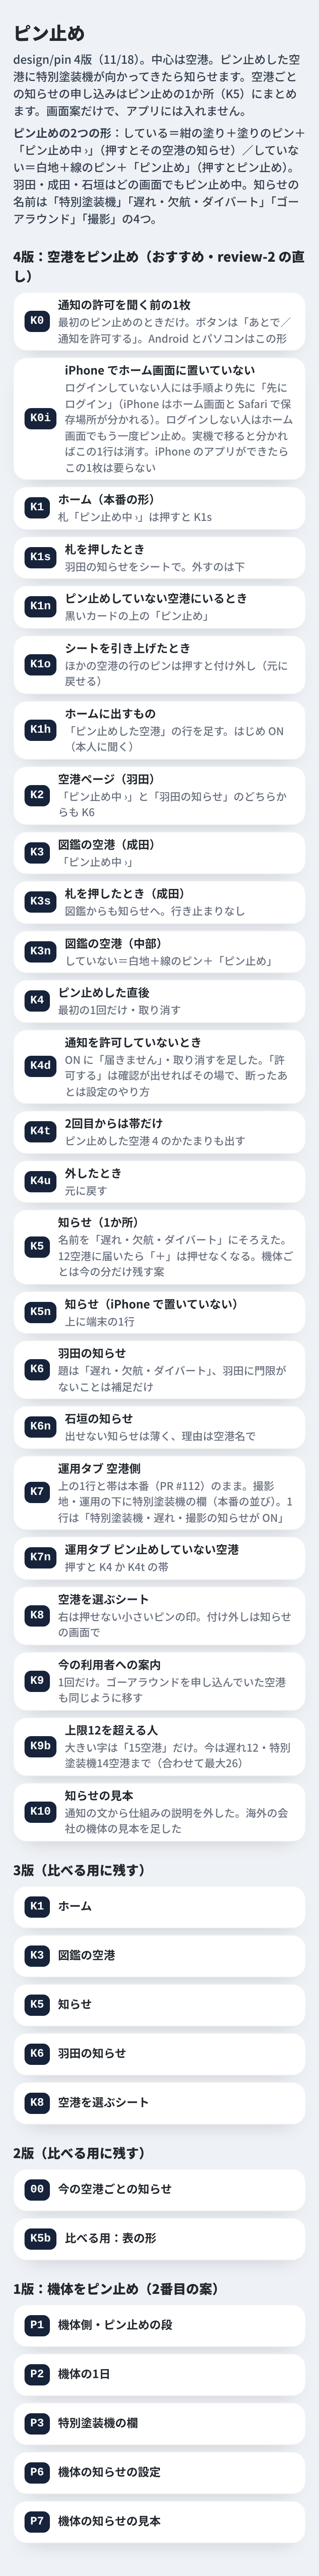 ピン止め
design/pin 4版（11/18）。中心は空港。ピン止めした空
港に特別塗装機が向かってきたら知らせます。空港ごと
の知らせの申し込みはピン止めの1か所（K5）にまとめ
ます。画面案だけで、アプリには入れません。
ピン止めの2つの形：している＝紺の塗り＋塗りのピン＋
「ピン止め中 ›」（押すとその空港の知らせ）／していな
い＝白地＋線のピン＋「ピン止め」（押すとピン止め）。
羽田・成田・石垣はどの画面でもピン止め中。知らせの
名前は「特別塗装機」「遅れ・欠航・ダイバート」「ゴー
アラウンド」「撮影」の4つ。
4版：空港をピン止め（おすすめ・review-2 の直
し）
K0
通知の許可を聞く前の1枚
最初のピン止めのときだけ。ボタンは「あとで／
通知を許可する」。Android とパソコンはこの形
K0i
iPhone でホーム画面に置いていない
ログインしていない人には手順より先に「先に
ログイン」（iPhone はホーム画面と Safari で保
存場所が分かれる）。ログインしない人はホーム
画面でもう一度ピン止め。実機で移ると分かれ
ばこの1行は消す。iPhone のアプリができたら
この1枚は要らない
K1
ホーム（本番の形）
札「ピン止め中 ›」は押すと K1s
K1s
札を押したとき
羽田の知らせをシートで。外すのは下
K1n
ピン止めしていない空港にいるとき
黒いカードの上の「ピン止め」
K1o
シートを引き上げたとき
ほかの空港の行のピンは押すと付け外し（元に
戻せる）
K1h
ホームに出すもの
「ピン止めした空港」の行を足す。はじめ ON
（本人に聞く）
K2
空港ページ（羽田）
「ピン止め中 ›」と「羽田の知らせ」のどちらか
らも K6
K3
図鑑の空港（成田）
「ピン止め中 ›」
K3s
札を押したとき（成田）
図鑑からも知らせへ。行き止まりなし
K3n
図鑑の空港（中部）
していない＝白地＋線のピン＋「ピン止め」
K4
ピン止めした直後
最初の1回だけ・取り消す
K4d
通知を許可していないとき
ON に「届きません」・取り消すを足した。「許
可する」は確認が出せればその場で、断ったあ
とは設定のやり方
K4t
2回目からは帯だけ
ピン止めした空港 4 のかたまりも出す
K4u
外したとき
元に戻す
K5
知らせ（1か所）
名前を「遅れ・欠航・ダイバート」にそろえた。
12空港に届いたら「＋」は押せなくなる。機体ご
とは今の分だけ残す案
K5n
知らせ（iPhone で置いていない）
上に端末の1行
K6
羽田の知らせ
題は「遅れ・欠航・ダイバート」、羽田に門限が
ないことは補足だけ
K6n
石垣の知らせ
出せない知らせは薄く、理由は空港名で
K7
運用タブ 空港側
上の1行と帯は本番（PR #112）のまま。撮影
地・運用の下に特別塗装機の欄（本番の並び）。1
行は「特別塗装機・遅れ・撮影の知らせが ON」
K7n
運用タブ ピン止めしていない空港
押すと K4 か K4t の帯
K8
空港を選ぶシート
右は押せない小さいピンの印。付け外しは知らせ
の画面で
K9
今の利用者への案内
1回だけ。ゴーアラウンドを申し込んでいた空港
も同じように移す
K9b
上限12を超える人
大きい字は「15空港」だけ。今は遅れ12・特別
塗装機14空港まで（合わせて最大26）
K10
知らせの見本
通知の文から仕組みの説明を外した。海外の会
社の機体の見本を足した
3版（比べる用に残す）
K1
ホーム
K3
図鑑の空港
K5
知らせ
K6
羽田の知らせ
K8
空港を選ぶシート
2版（比べる用に残す）
00
今の空港ごとの知らせ
K5b
比べる用：表の形
1版：機体をピン止め（2番目の案）
P1
機体側・ピン止めの段
P2
機体の1日
P3
特別塗装機の欄
P6
機体の知らせの設定
P7
機体の知らせの見本